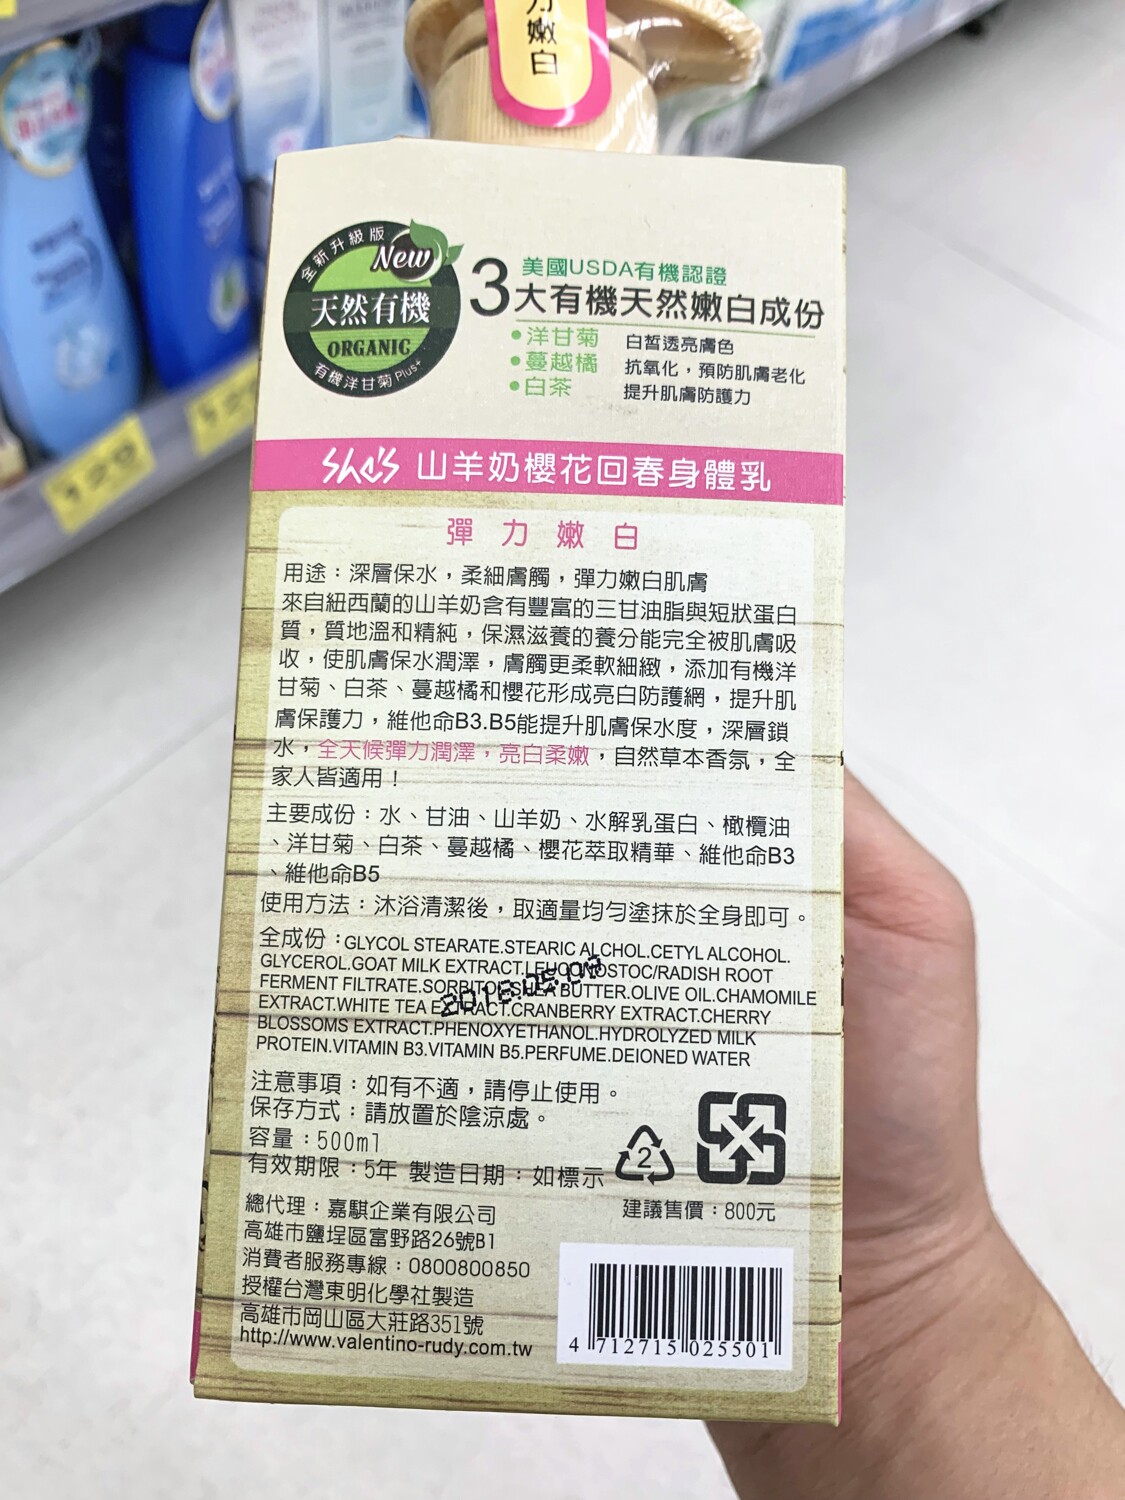 力嫩白
全新升級版
New
天然有機
ORGANIC
有機洋甘菊Plus+
美國USDA有機認證
3大有機天然嫩白成份
•洋甘菊 白皙透亮膚色
•蔓越橘 抗氧化，預防肌膚老化
•白茶 提升肌膚防護力
She's 山羊奶櫻花回春身體乳
彈力嫩白
用途：深層保水，柔細膚觸，彈力嫩白肌膚
來自紐西蘭的山羊奶含有豐富的三甘油脂與短狀蛋白
質，質地溫和精純，保濕滋養的養分能完全被肌膚吸
收，使肌膚保水潤澤，膚觸更柔軟細緻，添加有機洋
甘菊、白茶、蔓越橘和櫻花形成亮白防護網，提升肌
膚保護力，維他命B3.B5能提升肌膚保水度，深層鎖
水，全天候彈力潤澤，亮白柔嫩，自然草本香氛，全
家人皆適用！
主要成份：水、甘油、山羊奶、水解乳蛋白、橄欖油
、洋甘菊、白茶、蔓越橘、櫻花萃取精華、維他命B3
、維他命B5
使用方法：沐浴清潔後，取適量均勻塗抹於全身即可。
全成份：GLYCOL STEARATE.STEARIC ALCHOL.CETYL ALCOHOL.
GLYCEROL.GOAT MILK EXTRACT.LEUCONOSTOC/RADISH ROOT
FERMENT FILTRATE.SORBITOL.SHEA BUTTER.OLIVE OIL.CHAMOMILE
EXTRACT.WHITE TEA EXTRACT.CRANBERRY EXTRACT.CHERRY
BLOSSOMS EXTRACT.PHENOXYETHANOL.HYDROLYZED MILK
PROTEIN.VITAMIN B3.VITAMIN B5.PERFUME.DEIONED WATER
注意事項：如有不適，請停止使用。
保存方式：請放置於陰涼處。
容量：500ml
有效期限：5年 製造日期：如標示
2
建議售價：800元
總代理：嘉騏企業有限公司
高雄市鹽埕區富野路26號B1
消費者服務專線：0800800850
授權台灣東明化學社製造
高雄市岡山區大莊路351號
http://www.valentino-rudy.com.tw
4 712715 025501